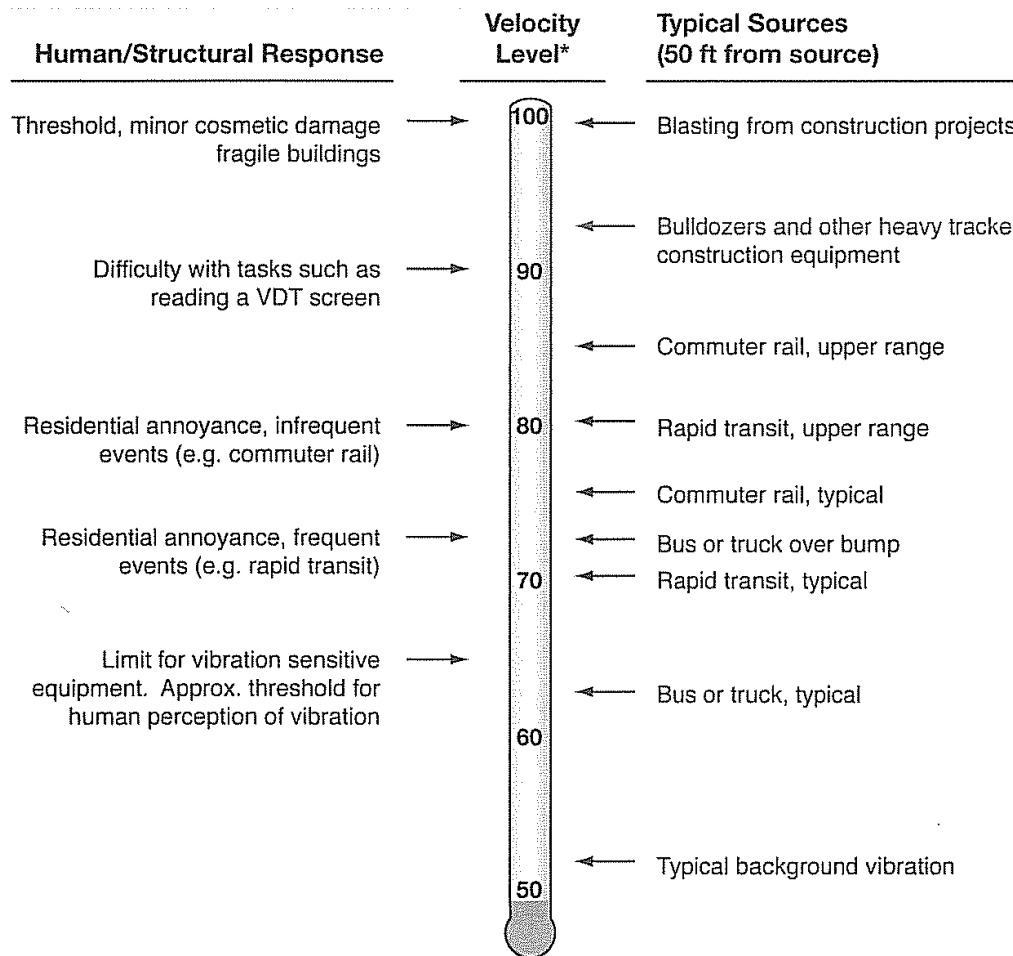 Human/Structural Response
Velocity
Level*
Typical Sources
(50 ft from source)
Threshold, minor cosmetic damage
fragile buildings
100
Blasting from construction projects
Bulldozers and other heavy tracke
construction equipment
Difficulty with tasks such as
reading a VDT screen
90
Commuter rail, upper range
Residential annoyance, infrequent
events (e.g. commuter rail)
80
Rapid transit, upper range
Commuter rail, typical
Residential annoyance, frequent
events (e.g. rapid transit)
Bus or truck over bump
70
Rapid transit, typical
Limit for vibration sensitive
equipment. Approx. threshold for
human perception of vibration
Bus or truck, typical
60
Typical background vibration
50